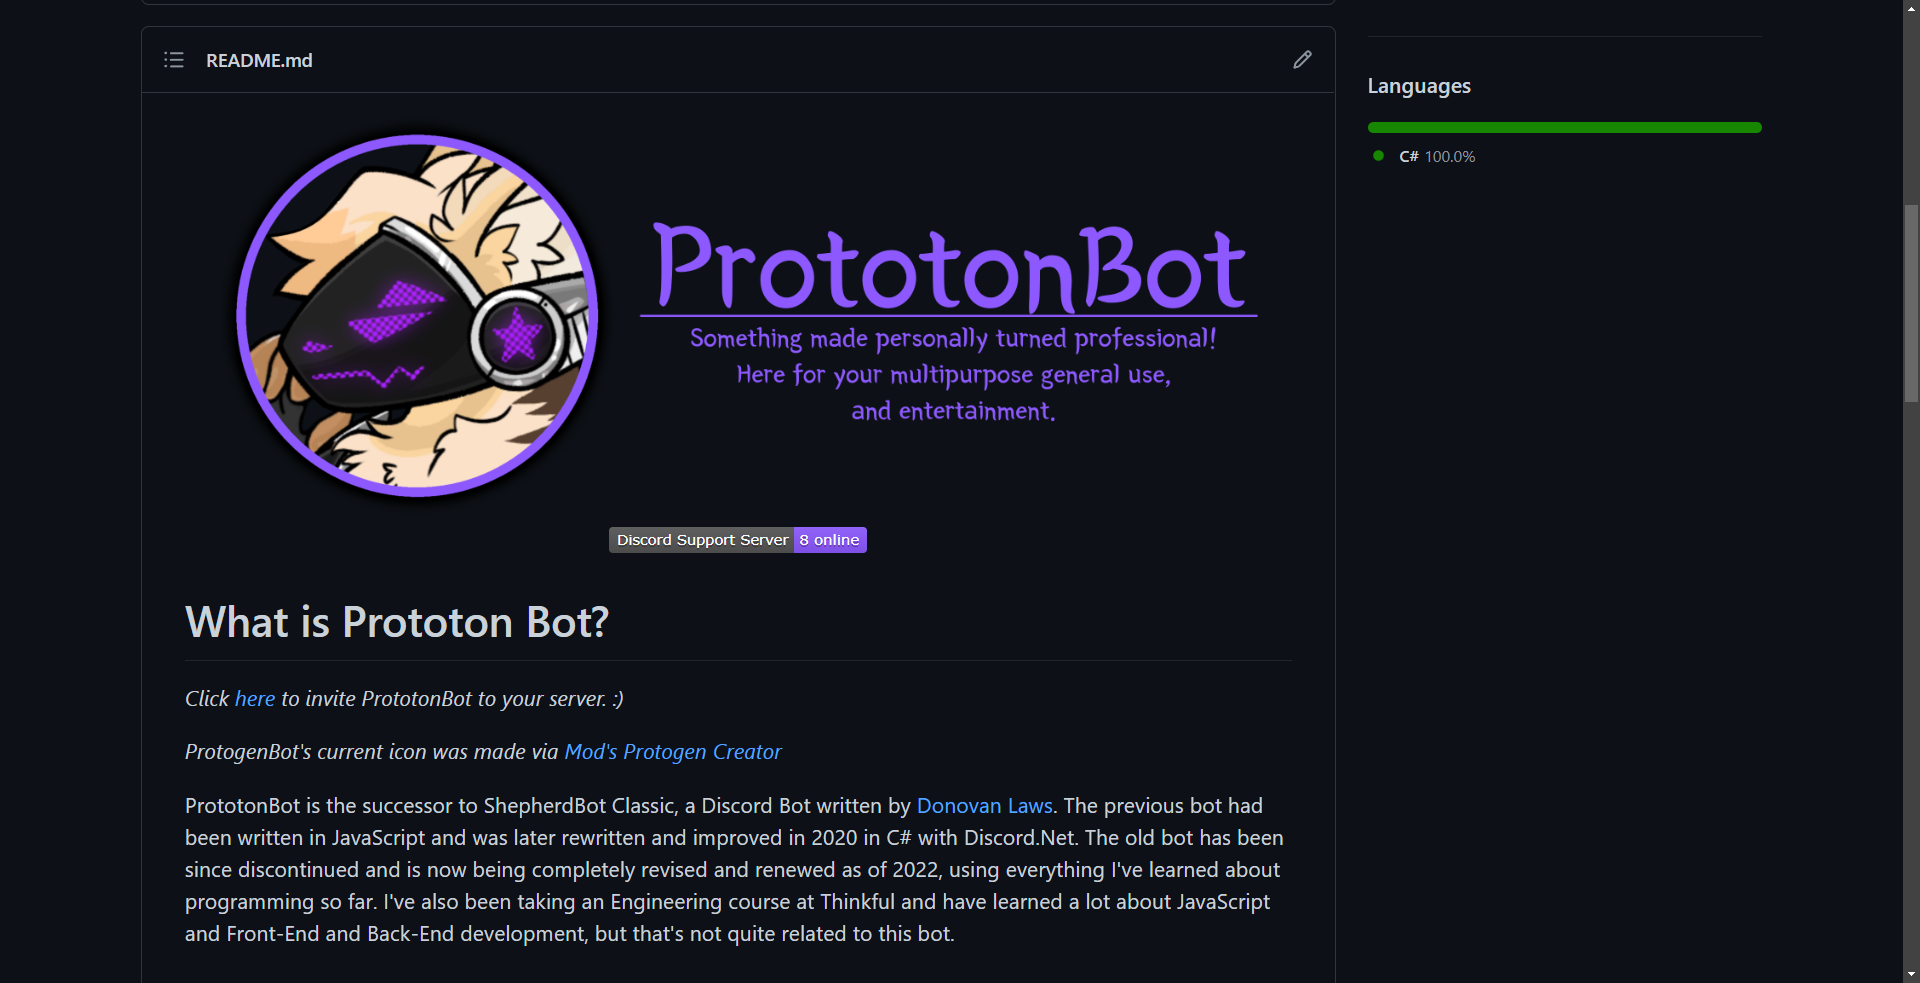 README.md
PrototonBot
Something made personally turned professional!
Here for your multipurpose general use,
and entertainment.
Discord Support Server 8 online
What is Prototon Bot?
Click here to invite PrototonBot to your server. :)
ProtogenBot's current icon was made via Mod's Protogen Creator
PrototonBot is the successor to ShepherdBot Classic, a Discord Bot written by Donovan Laws. The previous bot had
been written in JavaScript and was later rewritten and improved in 2020 in C# with Discord.Net. The old bot has been
since discontinued and is now being completely revised and renewed as of 2022, using everything I've learned about
programming so far. I've also been taking an Engineering course at Thinkful and have learned a lot about JavaScript
and Front-End and Back-End development, but that's not quite related to this bot.
Languages
C# 100.0%